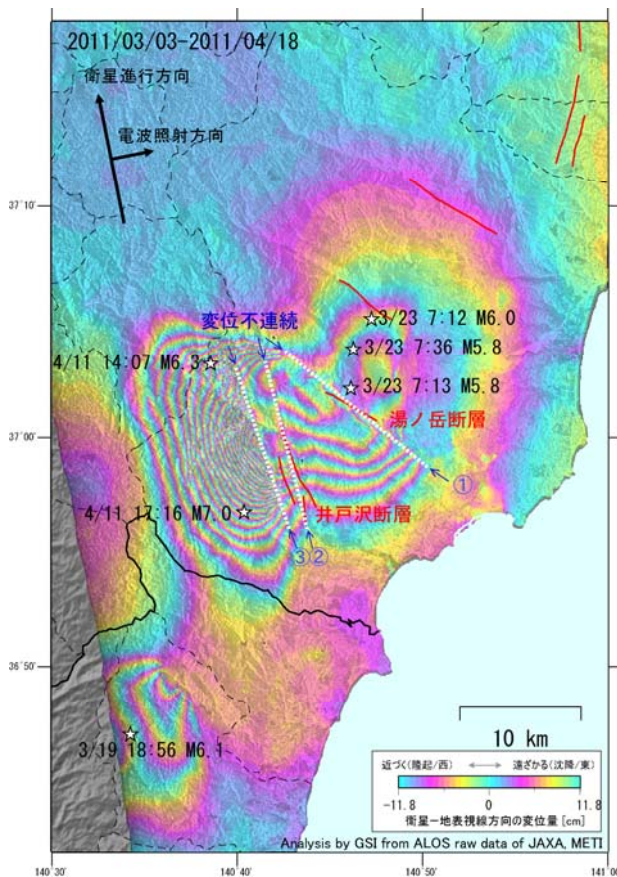 2011/03/03-2011/04/18
衛星進行方向
電波照射方向
37°10'
変位不連続
3/23 7:12 M6.0
4/11 14:07 M6.3
3/23 7:36 M5.8
3/23 7:13 M5.8
湯ノ岳断層
37°00'
①
4/11 17:16 M7.0
井戸沢断層
③②
36°50'
3/19 18:56 M6.1
10 km
近づく(隆起/西) 遠ざかる(沈降/東)
-11.8 0 11.8
衛星-地表視線方向の変位量 [cm]
Analysis by GSI from ALOS raw data of JAXA, METI
140°30' 140°40' 140°50' 141°00'